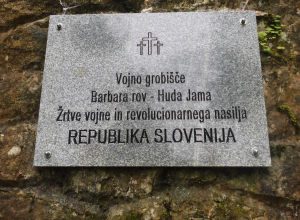 Vojno grobišče
Barbara rov - Huda Jama
Žrtve vojne in revolucionarnega nasilja
REPUBLIKA SLOVENIJA